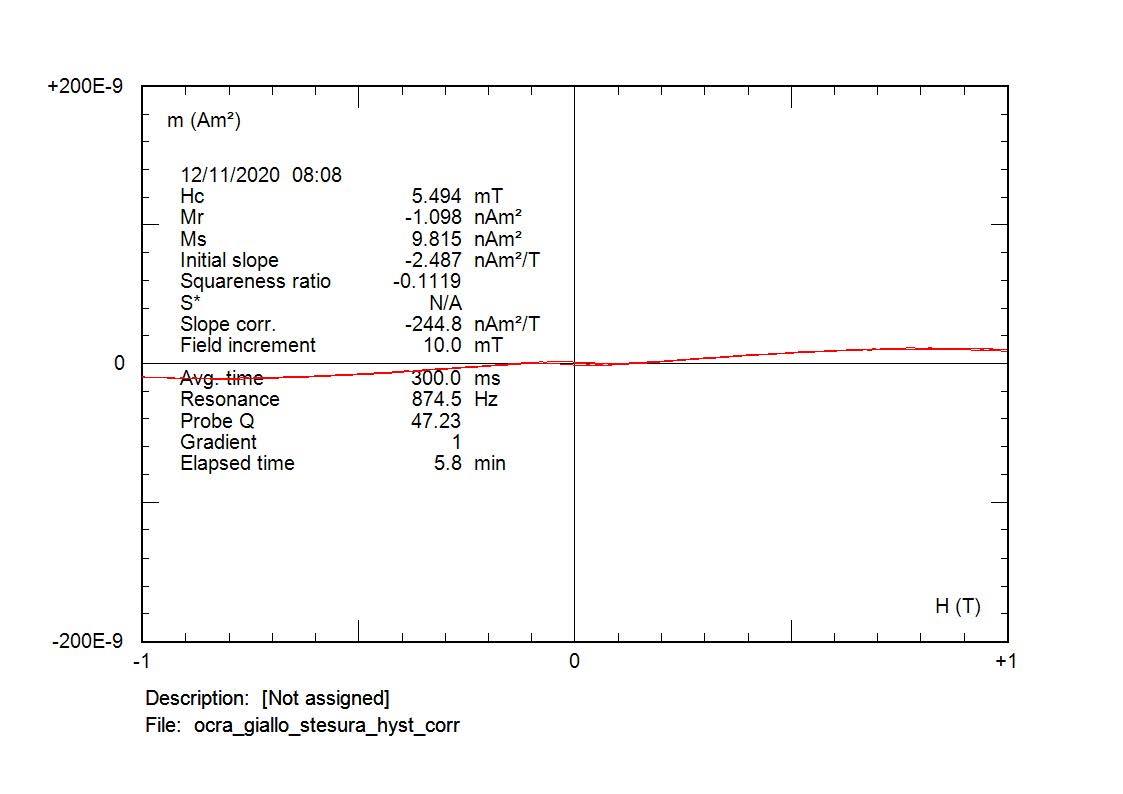 +200E-9
m (Am²)
12/11/2020 08:08
Hc 5.494 mT
Mr -1.098 nAm²
Ms 9.815 nAm²
Initial slope -2.487 nAm²/T
Squareness ratio -0.1119
S* N/A
Slope corr. -244.8 nAm²/T
Field increment 10.0 mT
0
Avg. time 300.0 ms
Resonance 874.5 Hz
Probe Q 47.23
Gradient 1
Elapsed time 5.8 min
H (T)
-200E-9
-1 0 +1
Description: [Not assigned]
File: ocra_giallo_stesura_hyst_corr